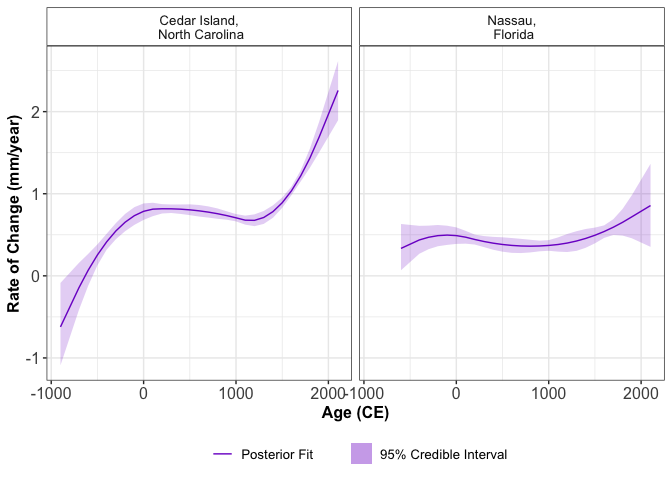 Cedar Island,
North Carolina
Nassau,
Florida
Rate of Change (mm/year)
2
1
0
-1
-1000 0 1000 2000
-1000 0 1000 2000
Age (CE)
Posterior Fit 95% Credible Interval